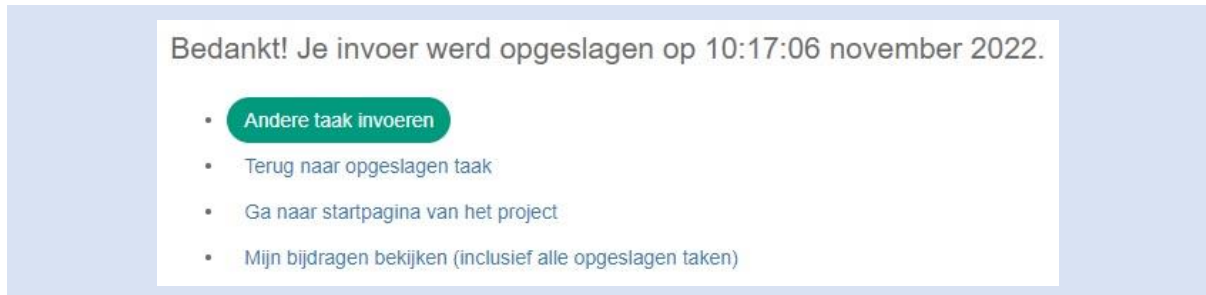 Bedankt! Je invoer werd opgeslagen op 10:17:06 november 2022.
• Andere taak invoeren
• Terug naar opgeslagen taak
• Ga naar startpagina van het project
• Mijn bijdragen bekijken (inclusief alle opgeslagen taken)